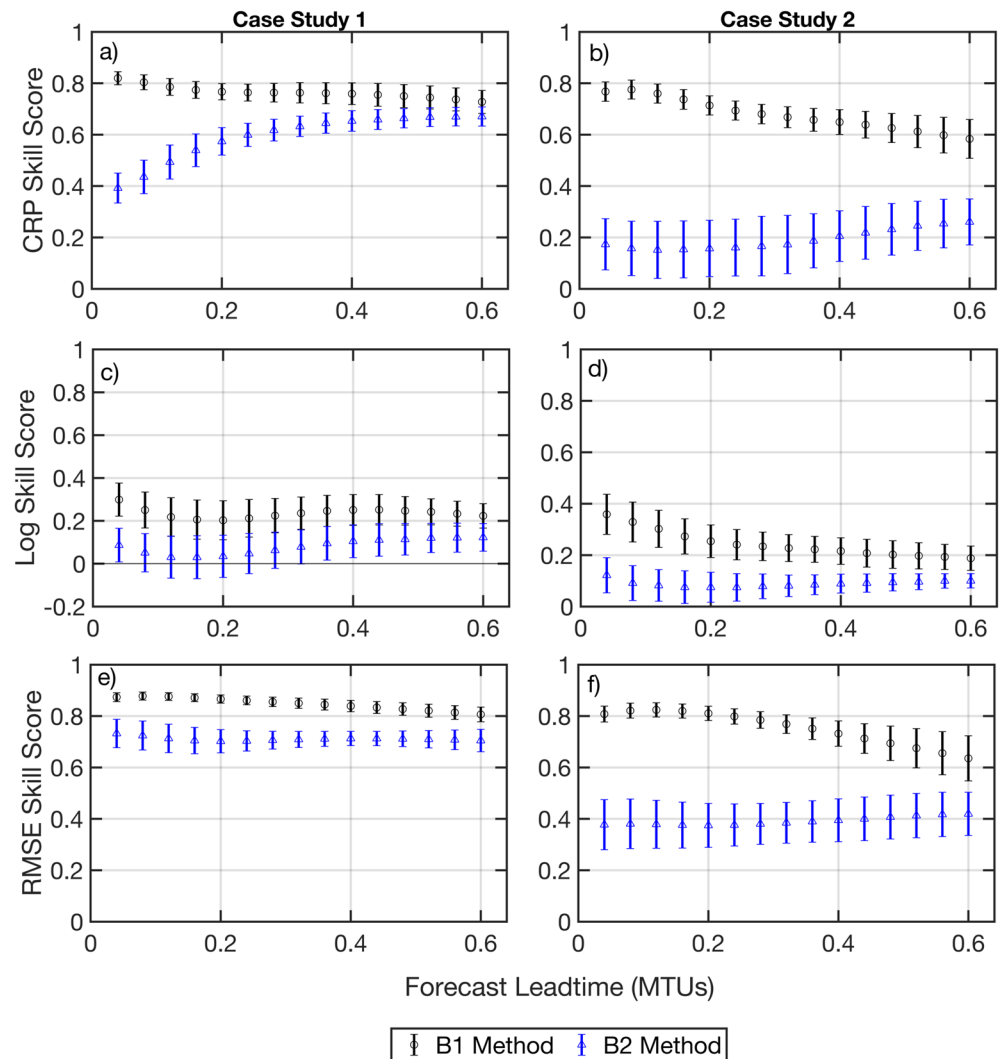 Case Study 1 Case Study 2
a) b)
CRP Skill Score
1 0.8 0.6 0.4 0.2 0
0 0.2 0.4 0.6
1 0.8 0.6 0.4 0.2 0
0 0.2 0.4 0.6
c) d)
Log Skill Score
1 0.8 0.6 0.4 0.2 0 -0.2
0 0.2 0.4 0.6
1 0.8 0.6 0.4 0.2 0
0 0.2 0.4 0.6
e) f)
RMSE Skill Score
1 0.8 0.6 0.4 0.2 0
0 0.2 0.4 0.6
1 0.8 0.6 0.4 0.2 0
0 0.2 0.4 0.6
Forecast Leadtime (MTUs)
B1 Method B2 Method